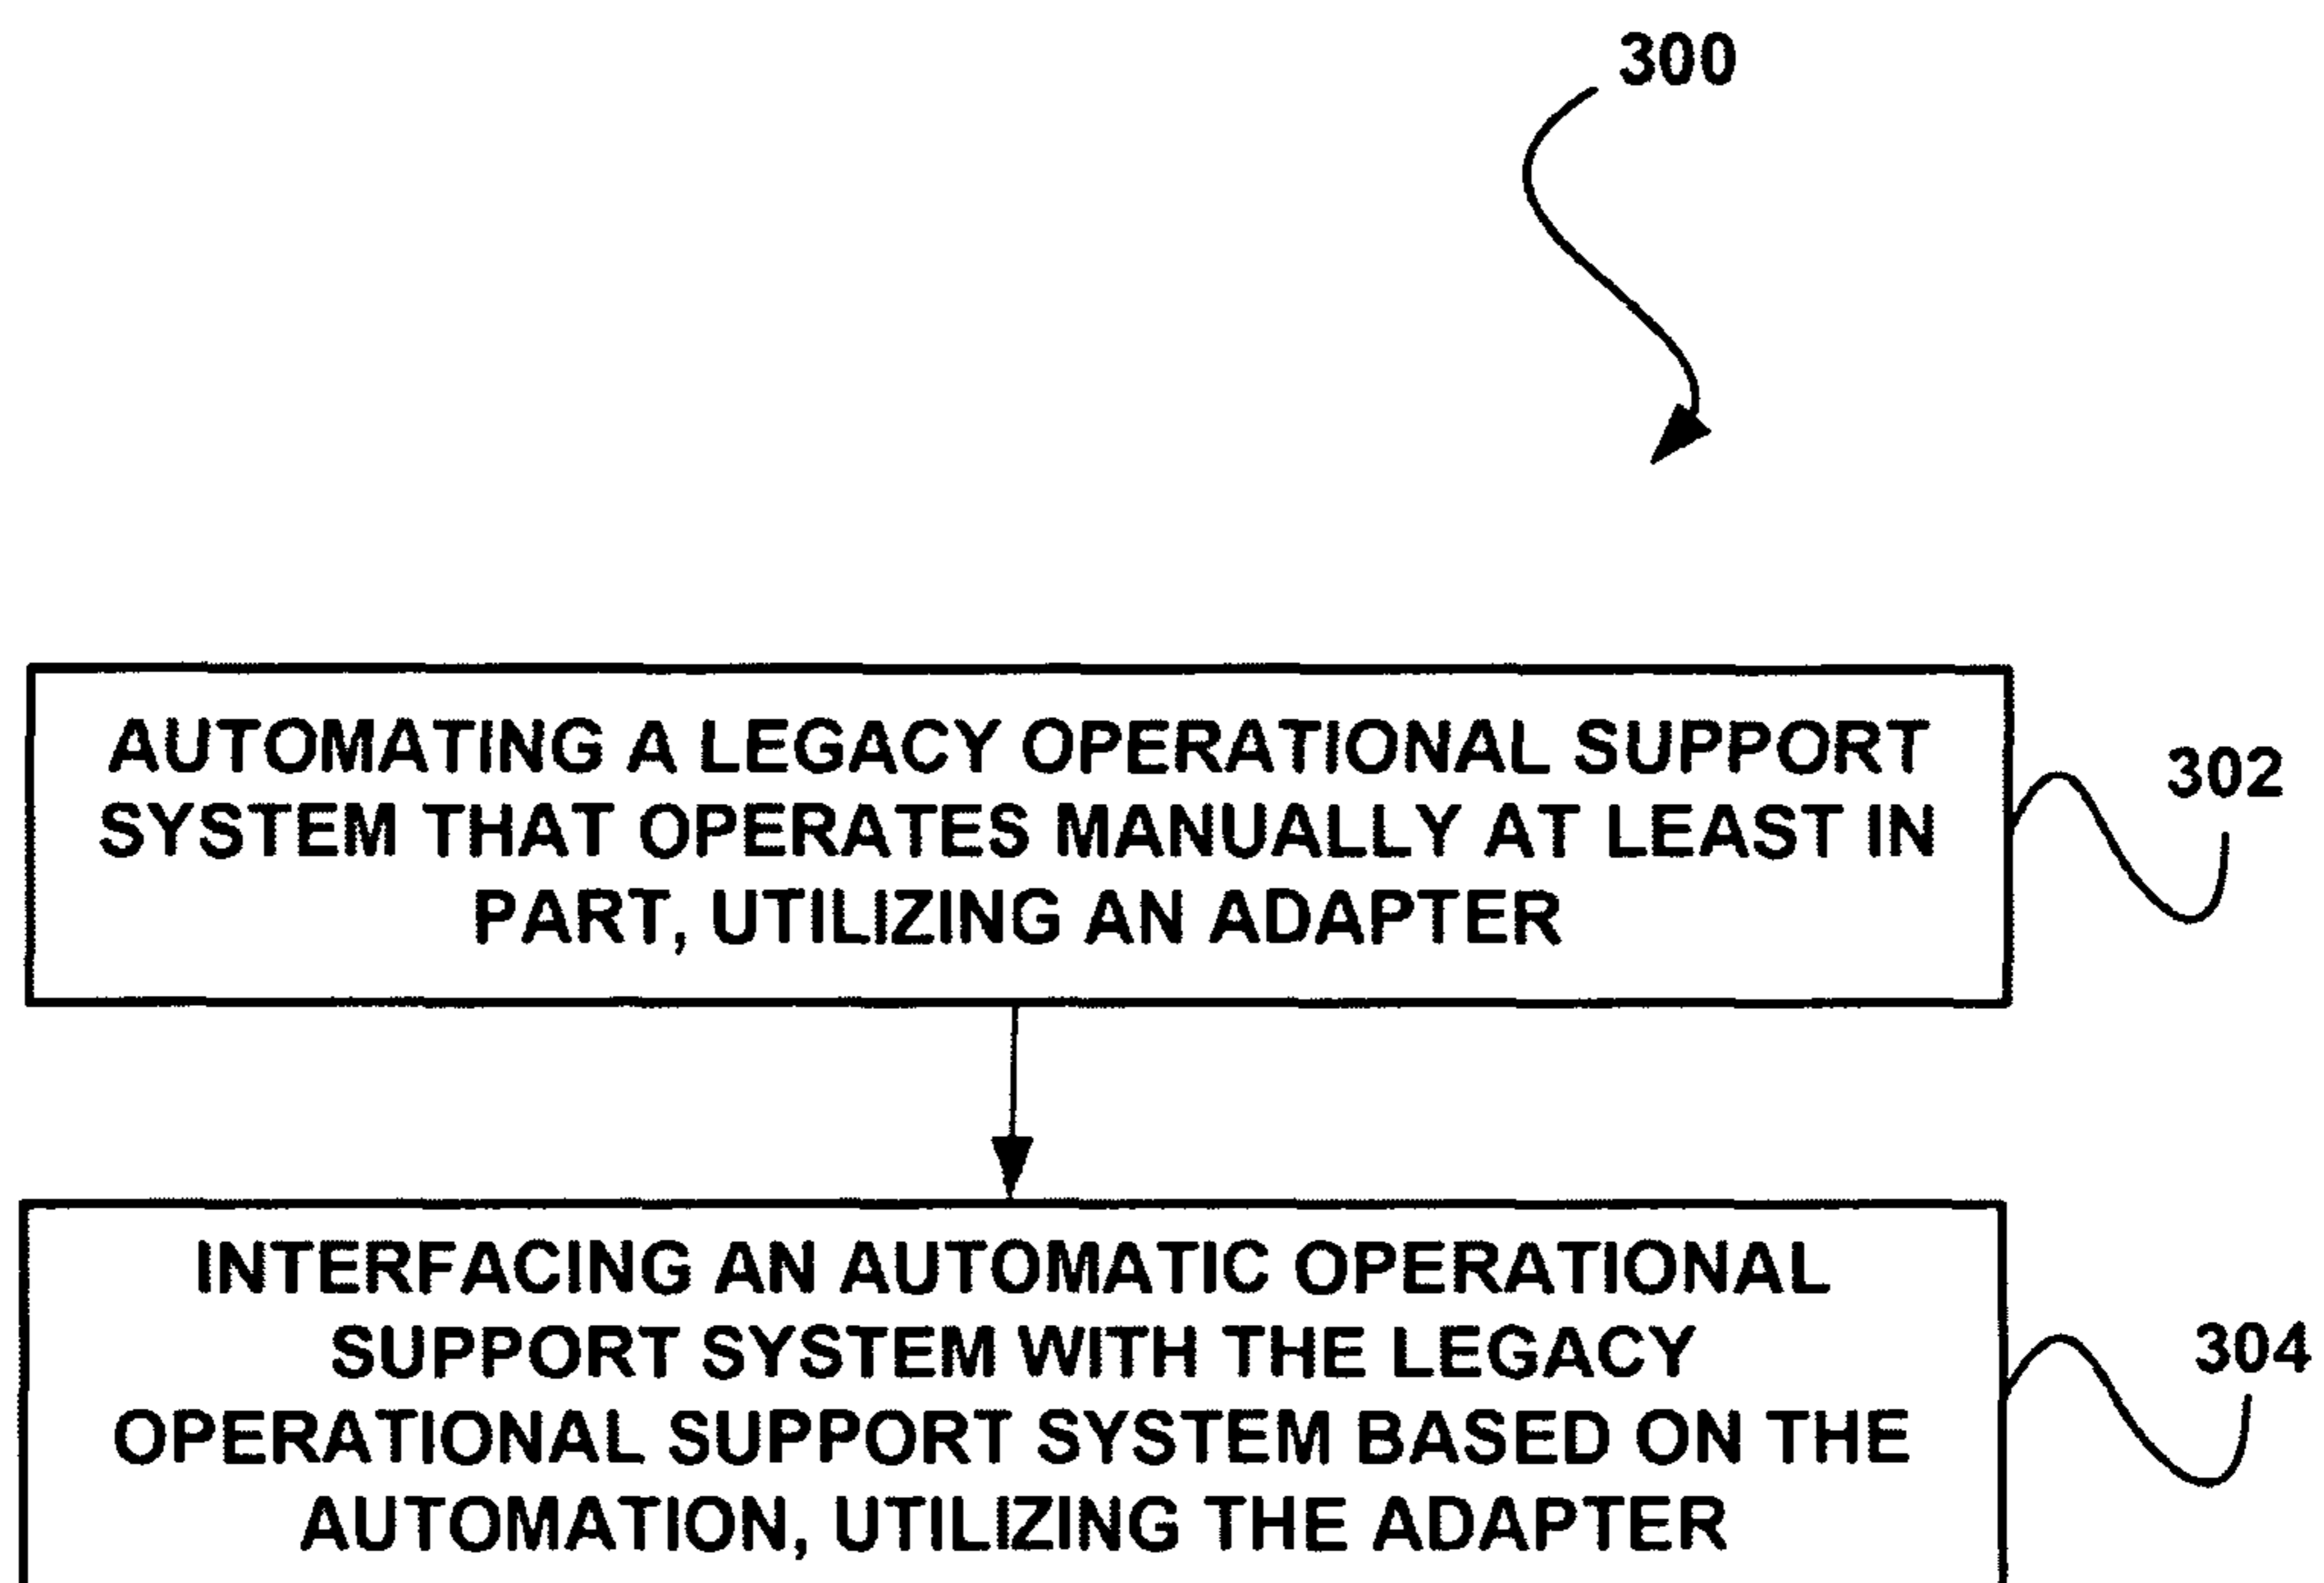 300
AUTOMATING A LEGACY OPERATIONAL SUPPORT
SYSTEM THAT OPERATES MANUALLY AT LEAST IN
PART, UTILIZING AN ADAPTER
302
INTERFACING AN AUTOMATIC OPERATIONAL
SUPPORT SYSTEM WITH THE LEGACY
OPERATIONAL SUPPORT SYSTEM BASED ON THE
AUTOMATION, UTILIZING THE ADAPTER
304